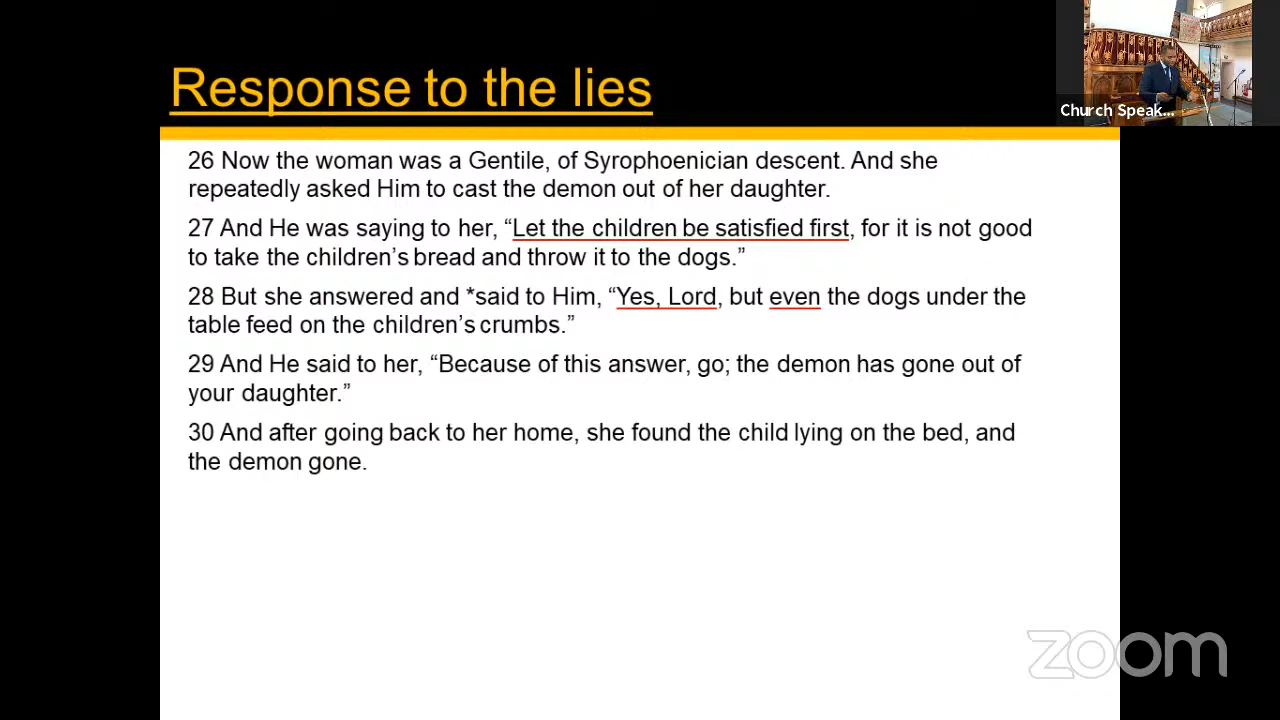 Response to the lies
Church Speak...
26 Now the woman was a Gentile, of Syrophoenician descent. And she
repeatedly asked Him to cast the demon out of her daughter.
27 And He was saying to her, “Let the children be satisfied first, for it is not good
to take the children’s bread and throw it to the dogs.”
28 But she answered and *said to Him, “Yes, Lord, but even the dogs under the
table feed on the children’s crumbs.”
29 And He said to her, “Because of this answer, go; the demon has gone out of
your daughter.”
30 And after going back to her home, she found the child lying on the bed, and
the demon gone.
zoom